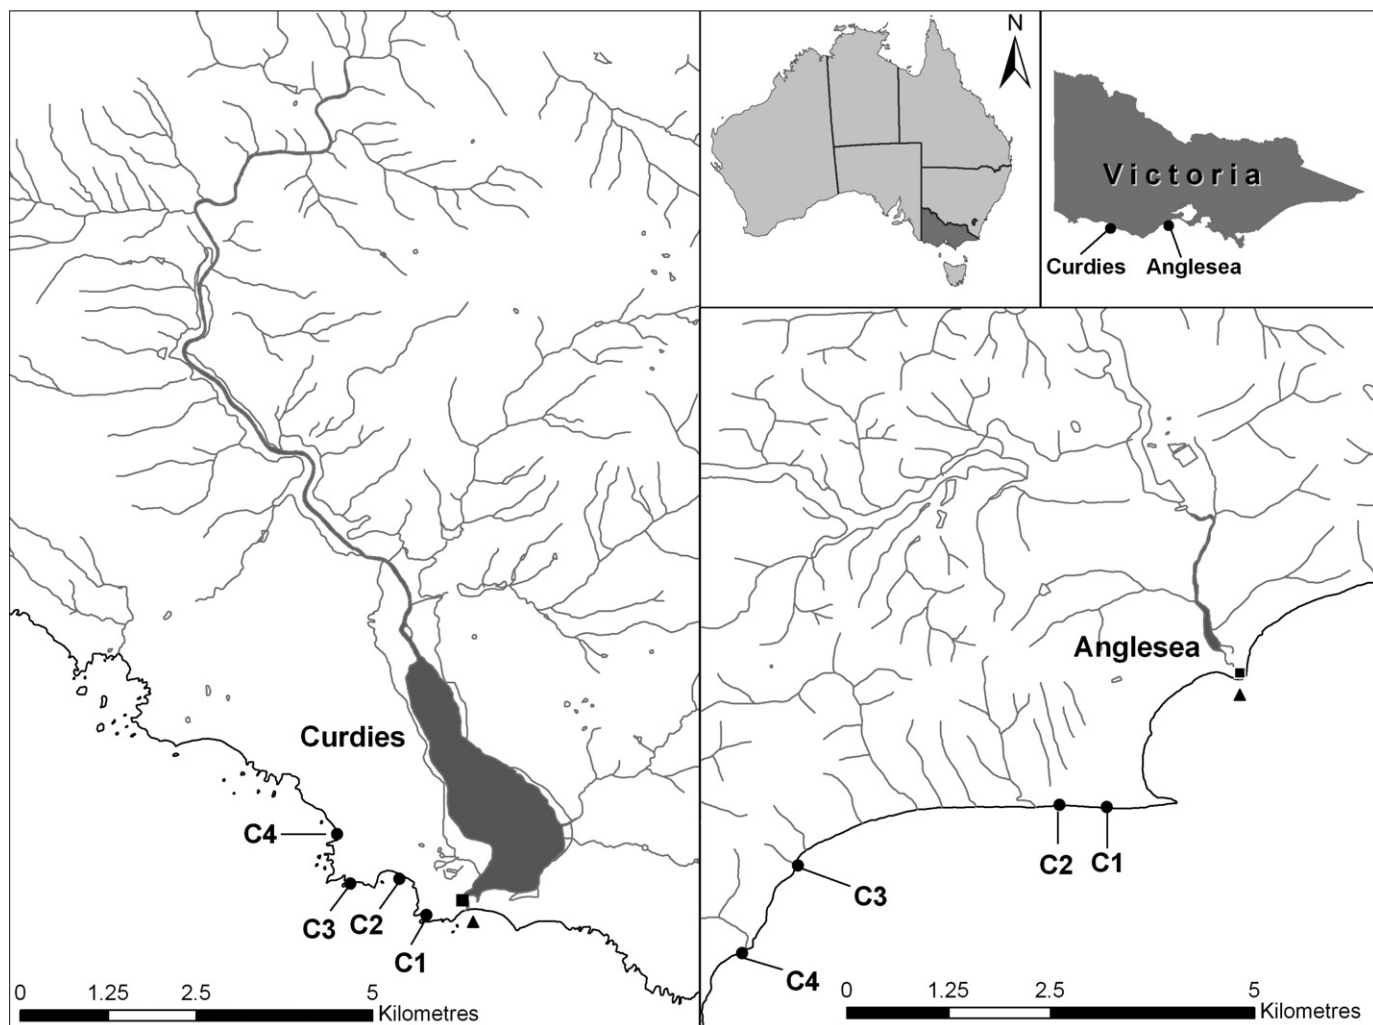 N
Victoria
Curdies
Anglesea
Curdies
C4
C3
C2
C1
0
1.25
2.5
5
Kilometres
Anglesea
C2
C1
C3
C4
0
1.25
2.5
5
Kilometres